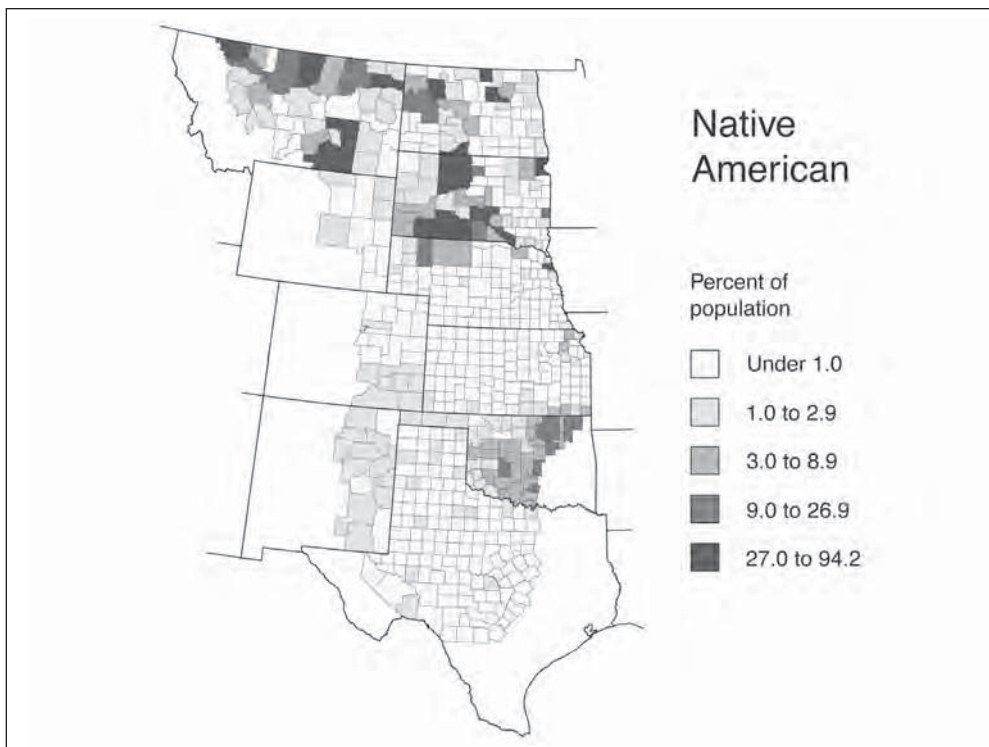 Native
American
Percent of
population
Under 1.0
1.0 to 2.9
3.0 to 8.9
9.0 to 26.9
27.0 to 94.2